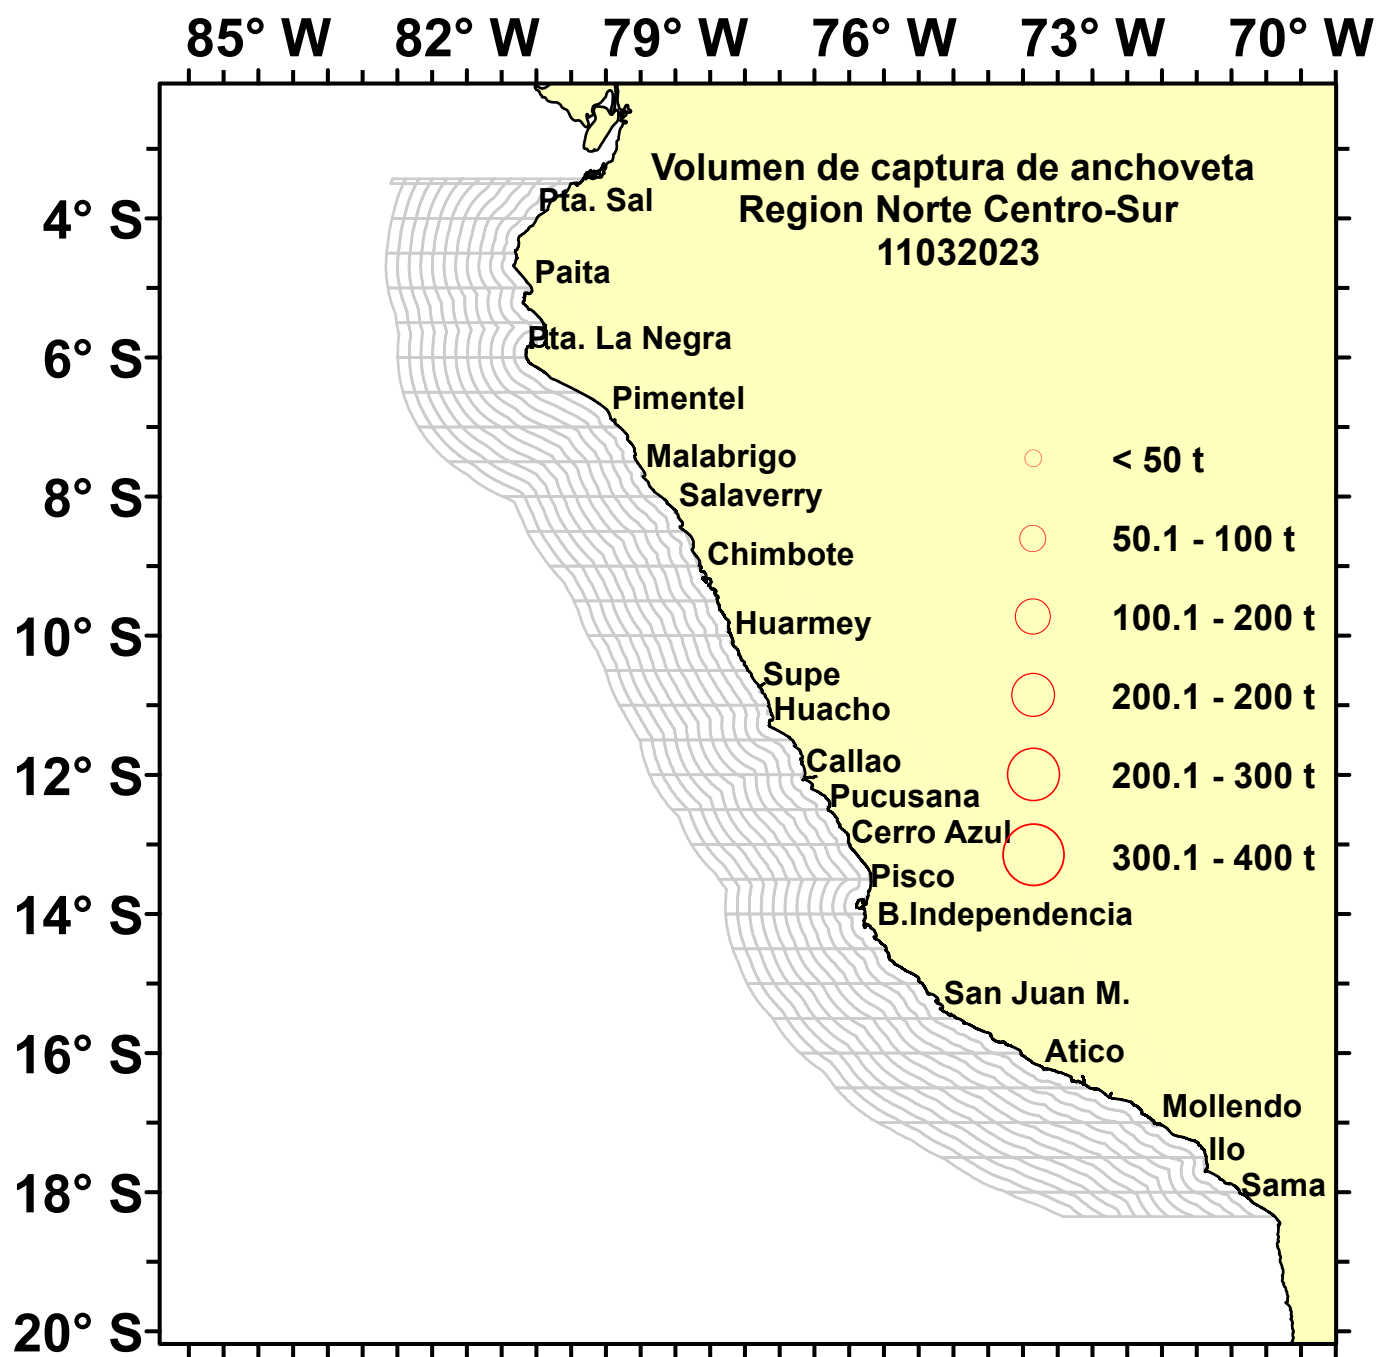 85° W 82° W 79° W 76° W 73° W 70° W
Volumen de captura de anchoveta
Region Norte Centro-Sur
11032023
4° S
6° S
8° S
10° S
12° S
14° S
16° S
18° S
20° S
Pta. Sal
Paita
Pta. La Negra
Pimentel
Malabrigo
Salaverry
Chimbote
Huarmey
Supe
Huacho
Callao
Pucusana
Cerro Azul
Pisco
B.Independencia
San Juan M.
Atico
Mollendo
Ilo
Sama
< 50 t
50.1 - 100 t
100.1 - 200 t
200.1 - 200 t
200.1 - 300 t
300.1 - 400 t